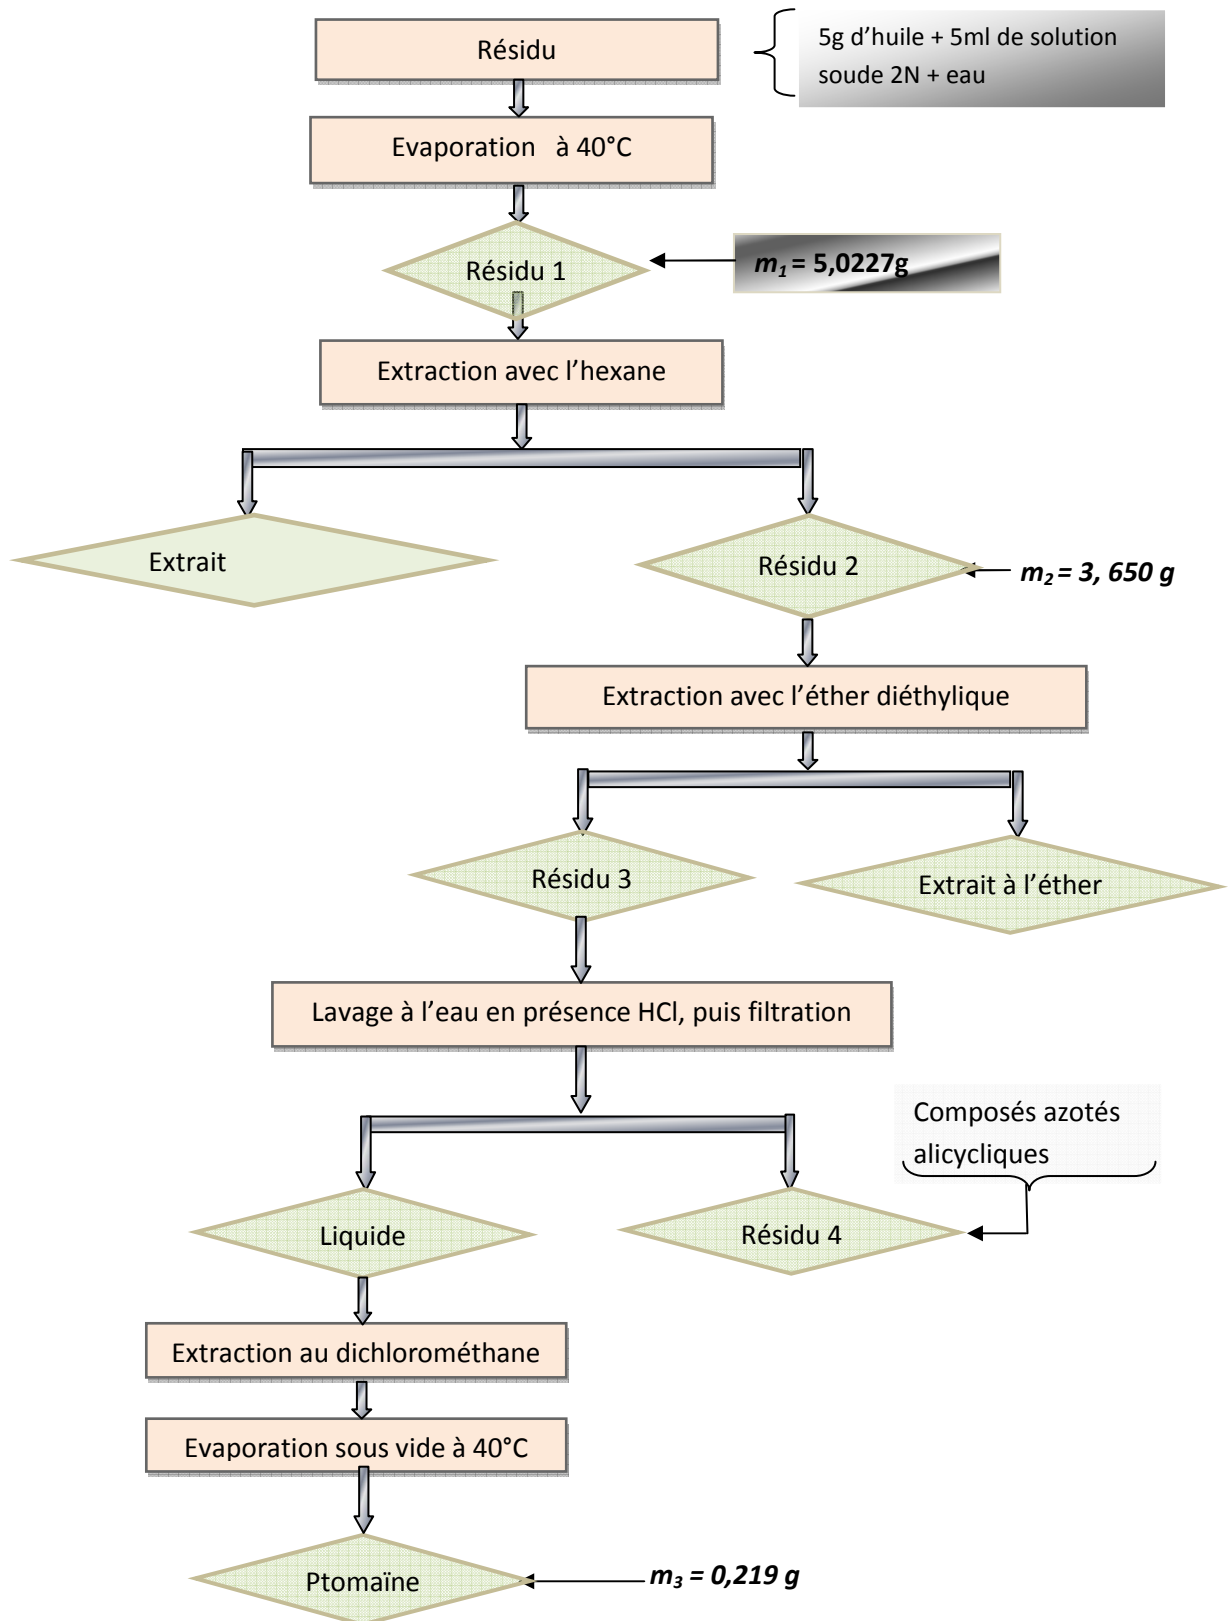 Résidu
5g d’huile + 5ml de solution
soude 2N + eau
Evaporation à 40°C
Résidu 1
m1 = 5,0227g
Extraction avec l’hexane
Extrait
Résidu 2
m2 = 3, 650 g
Extraction avec l’éther diéthylique
Résidu 3
Extrait à l’éther
Lavage à l’eau en présence HCl, puis filtration
Composés azotés
alicycliques
Liquide
Résidu 4
Extraction au dichlorométhane
Evaporation sous vide à 40°C
Ptomaïne
m3 = 0,219 g